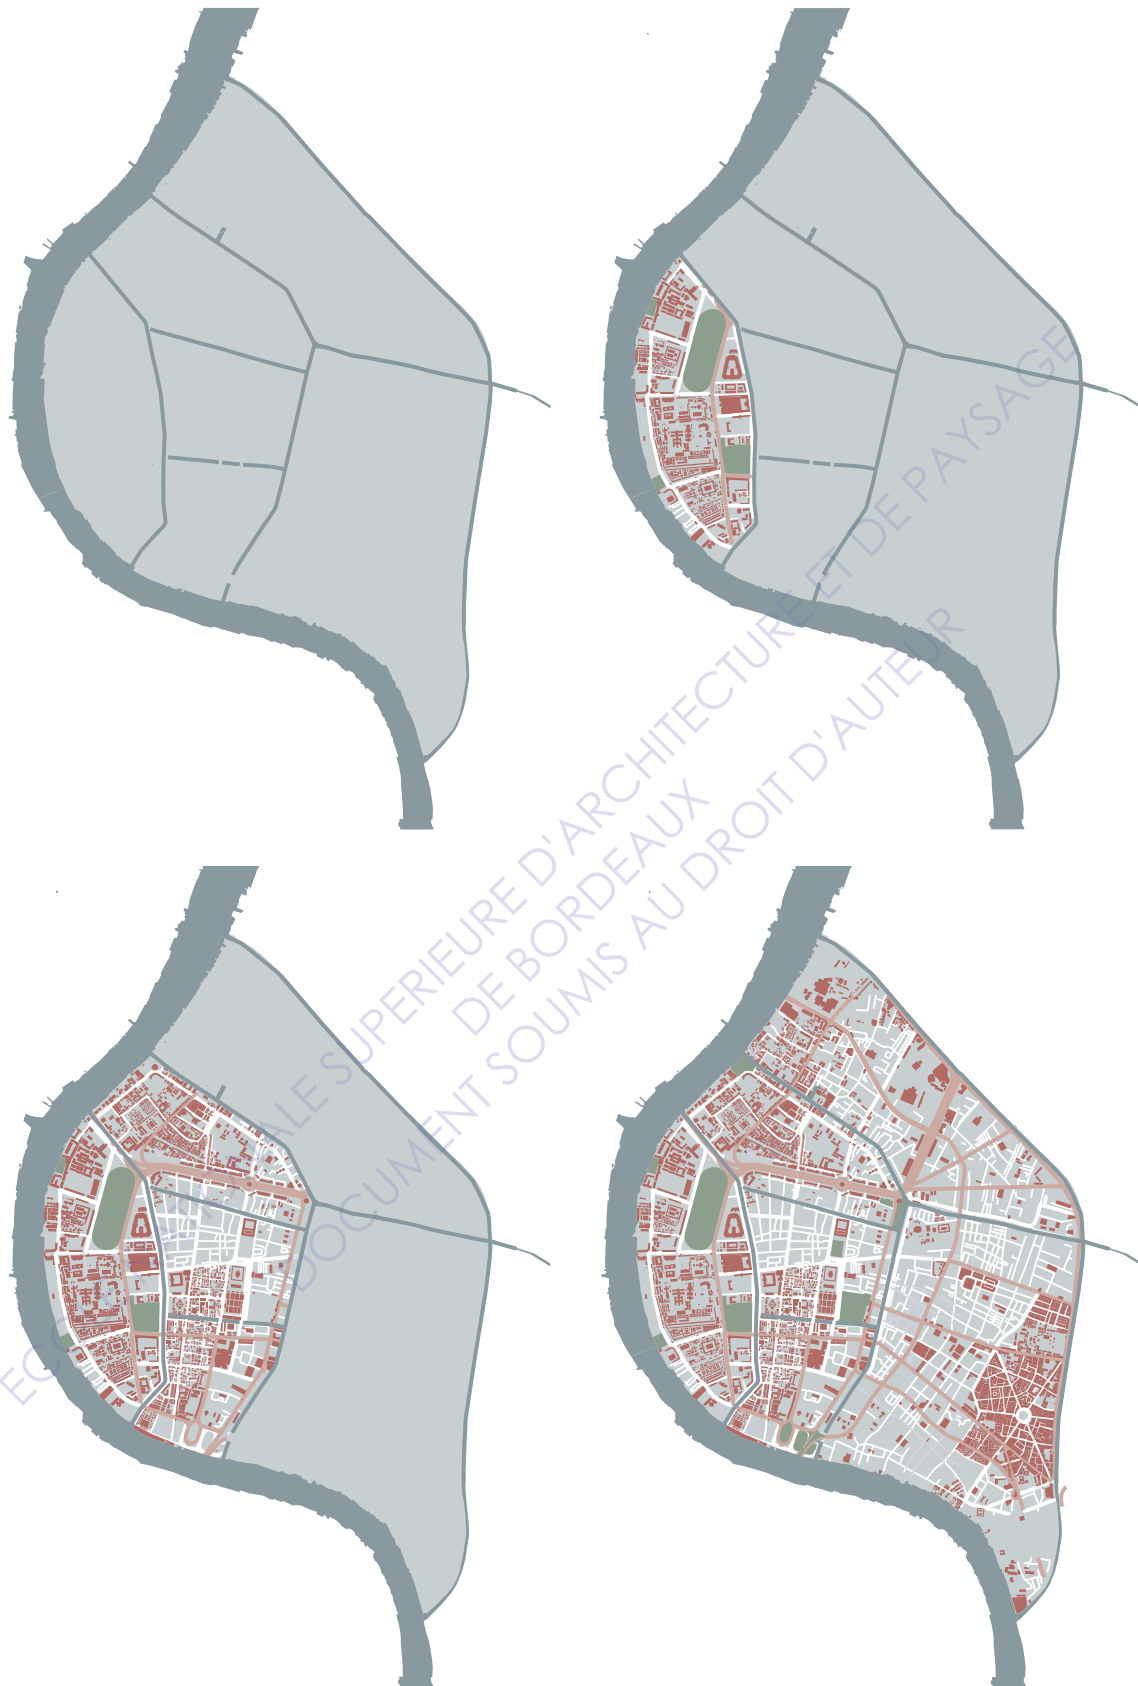 ECOLE NATIONALE SUPERIEURE D'ARCHITECTURE ET DE PAYSAGE
DE BORDEAUX
DOCUMENT SOUMIS AU DROIT D'AUTEUR